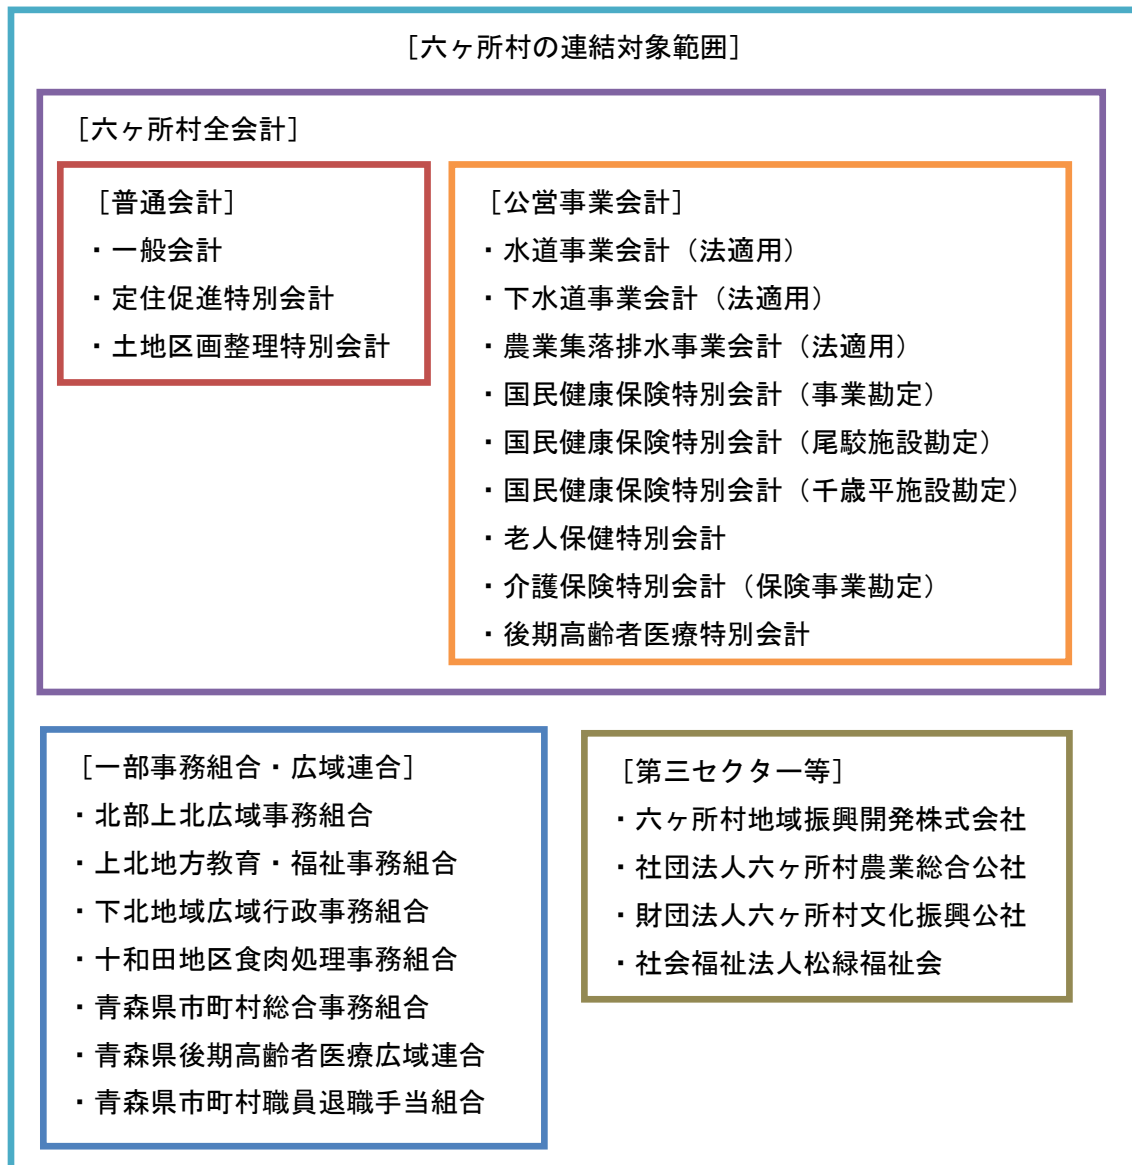 ［六ヶ所村の連結対象範囲］
［六ヶ所村全会計］
［普通会計］
・一般会計
・定住促進特別会計
・土地区画整理特別会計
［公営事業会計］
・水道事業会計（法適用）
・下水道事業会計（法適用）
・農業集落排水事業会計（法適用）
・国民健康保険特別会計（事業勘定）
・国民健康保険特別会計（尾駮施設勘定）
・国民健康保険特別会計（千歳平施設勘定）
・老人保健特別会計
・介護保険特別会計（保険事業勘定）
・後期高齢者医療特別会計
［一部事務組合・広域連合］
・北部上北広域事務組合
・上北地方教育・福祉事務組合
・下北地域広域行政事務組合
・十和田地区食肉処理事務組合
・青森県市町村総合事務組合
・青森県後期高齢者医療広域連合
・青森県市町村職員退職手当組合
［第三セクター等］
・六ヶ所村地域振興開発株式会社
・社団法人六ヶ所村農業総合公社
・財団法人六ヶ所村文化振興公社
・社会福祉法人松緑福祉会